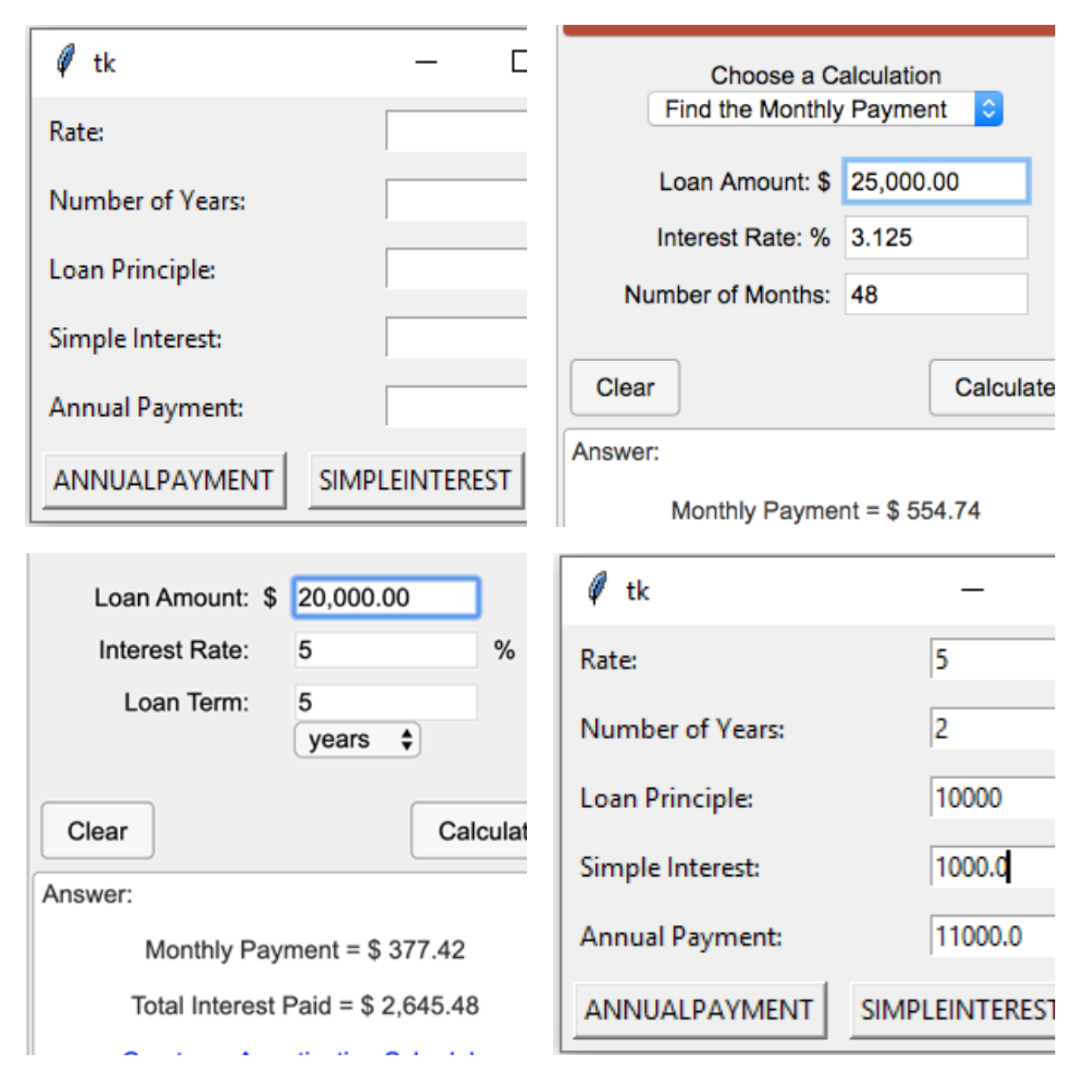 tk
Rate:
Number of Years:
Loan Principle:
Simple Interest:
Annual Payment:
ANNUALPAYMENT SIMPLEINTEREST
Choose a Calculation
Find the Monthly Payment
Loan Amount: $ 25,000.00
Interest Rate: % 3.125
Number of Months: 48
Clear Calculate
Answer:
Monthly Payment = $ 554.74
Loan Amount: $ 20,000.00
Interest Rate: 5 %
Loan Term: 5
years
Clear Calculat
Answer:
Monthly Payment = $ 377.42
Total Interest Paid = $ 2,645.48
tk
Rate: 5
Number of Years: 2
Loan Principle: 10000
Simple Interest: 1000.0
Annual Payment: 11000.0
ANNUALPAYMENT SIMPLEINTEREST